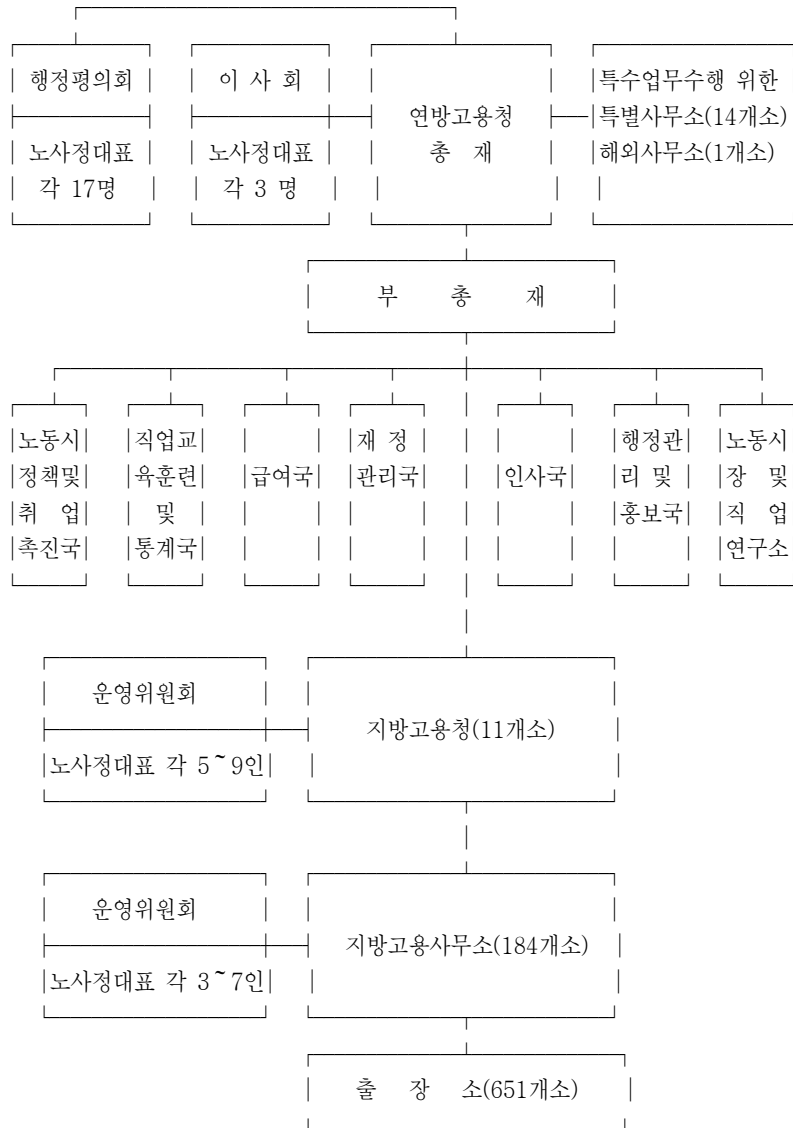 행정평의회
노사정대표
각 17명
이 사 회
노사정대표
각 3 명
연방고용청
총 재
특수업무수행 위한
특별사무소(14개소)
해외사무소(1개소)
부 총 재
노동시
정책및
취 업
촉진국
직업교
육훈련
및
통계국
급여국
재 정
관리국
인사국
행정관
리 및
홍보국
노동시
장 및
직 업
연구소
운영위원회
노사정대표 각 5~9인
지방고용청(11개소)
운영위원회
노사정대표 각 3~7인
지방고용사무소(184개소)
출 장 소(651개소)